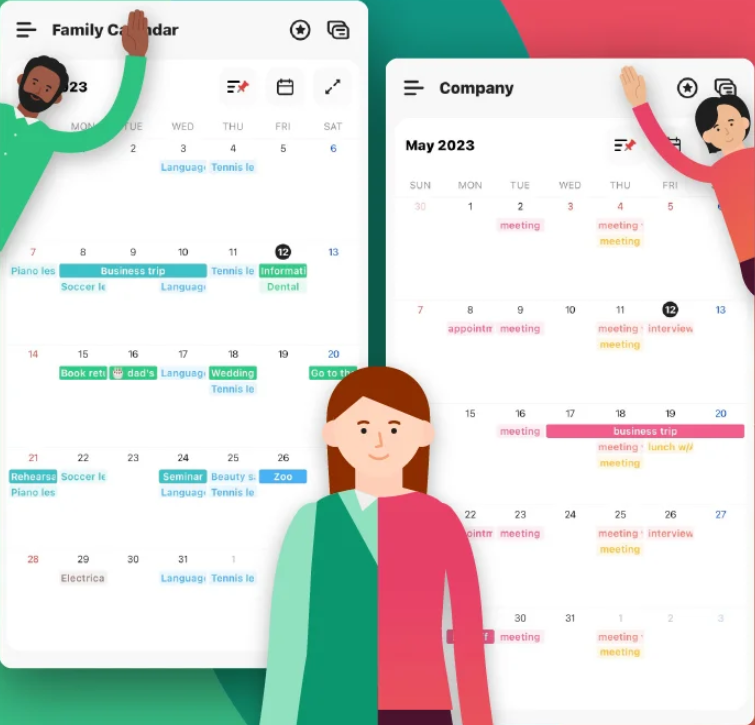 Family Ca ndar
023
MON TUE WED THU FRI SAT
2 3 4 5 6
Languag Tennis le
7 8 9 10 11 12 13
Piano les Business trip Tennis le Informati
Soccer le Languag Dental
14 15 16 17 18 19 20
Book retu dad's Languag Wedding Go to th
Tennis le
21 22 23 24 25 26
Rehearsa Soccer le Seminar Beauty s. Zoo
Piano les Languag Tennis le
28 29 30 31 1
Electrica Languag Tennis le
Company
May 2023
SUN MON TUE WED THU FRI
30 1 2 3 4 5
meeting meeting
meeting
7 8 9 10 11 12 13
appointm meeting meeting interview
meeting
15 16 17 18 19 20
meeting business trip
meeting lunch w/
meeting
22 23 24 25 26 27
ointm meeting meeting interview
meeting
30 31 1 2 3
meeting meeting
meeting